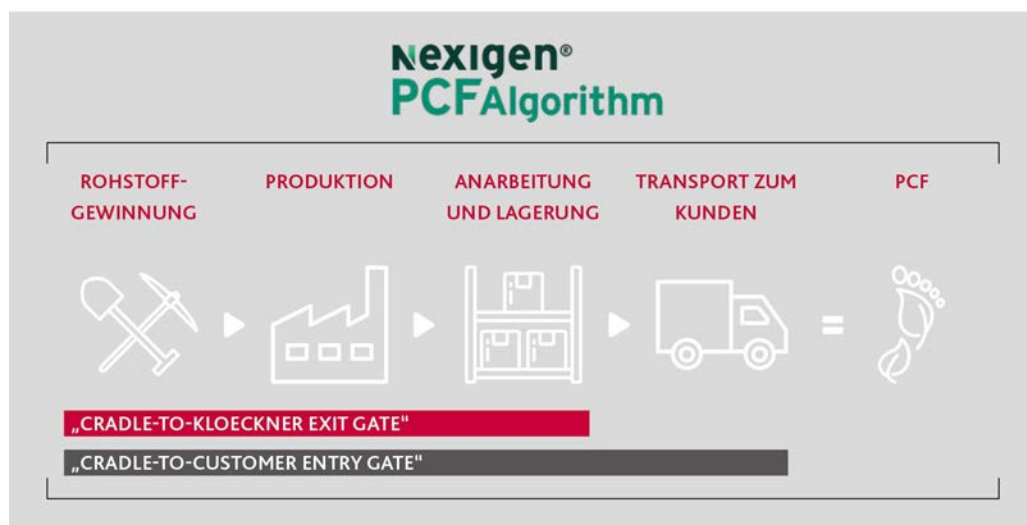 Nexigen®
PCFAlgorithm
ROHSTOFF-
GEWINNUNG
PRODUKTION
ANARBEITUNG
UND LAGERUNG
TRANSPORT ZUM
KUNDEN
PCF
=
„CRADLE-TO-KLOECKNER EXIT GATE“
„CRADLE-TO-CUSTOMER ENTRY GATE“